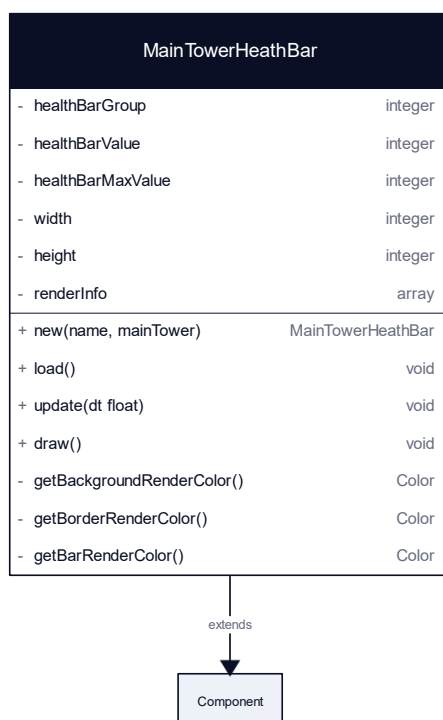 MainTowerHeathBar
- healthBarGroup integer
- healthBarValue integer
- healthBarMaxValue integer
- width integer
- height integer
- renderInfo array
+ new(name, mainTower) MainTowerHeathBar
+ load() void
+ update(dt float) void
+ draw() void
- getBackgroundRenderColor() Color
- getBorderRenderColor() Color
- getBarRenderColor() Color
extends
Component